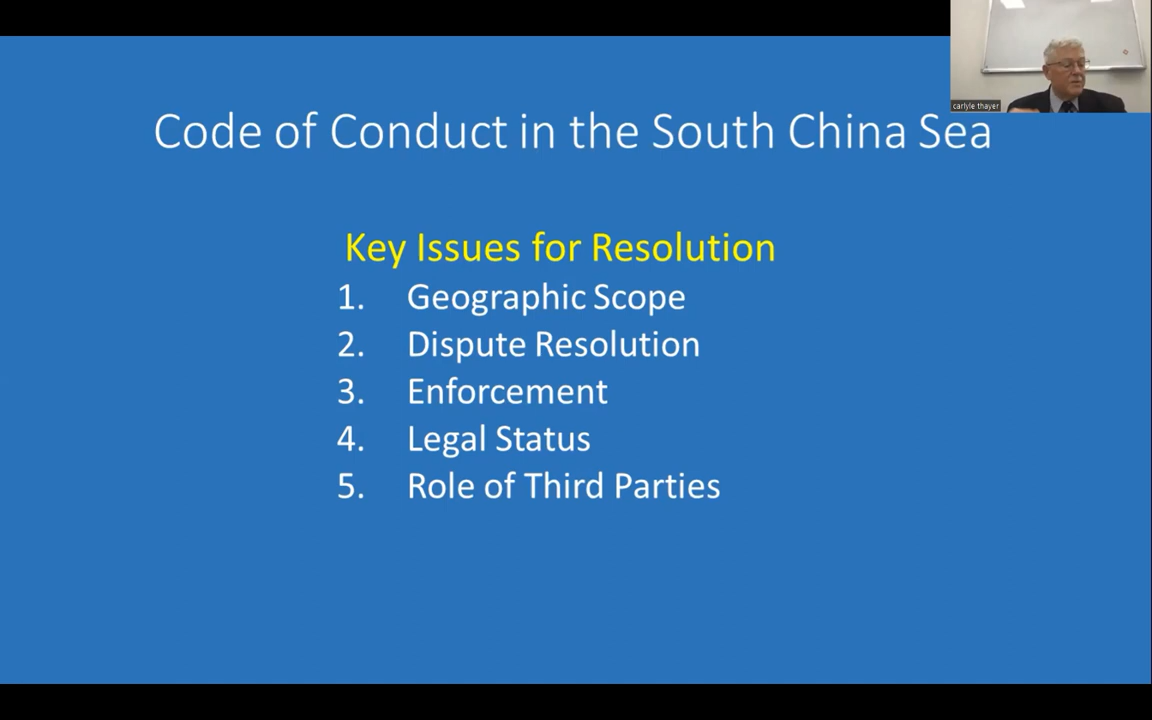 carlyle thayer
Code of Conduct in the South China Sea
Key Issues for Resolution
1. Geographic Scope
2. Dispute Resolution
3. Enforcement
4. Legal Status
5. Role of Third Parties